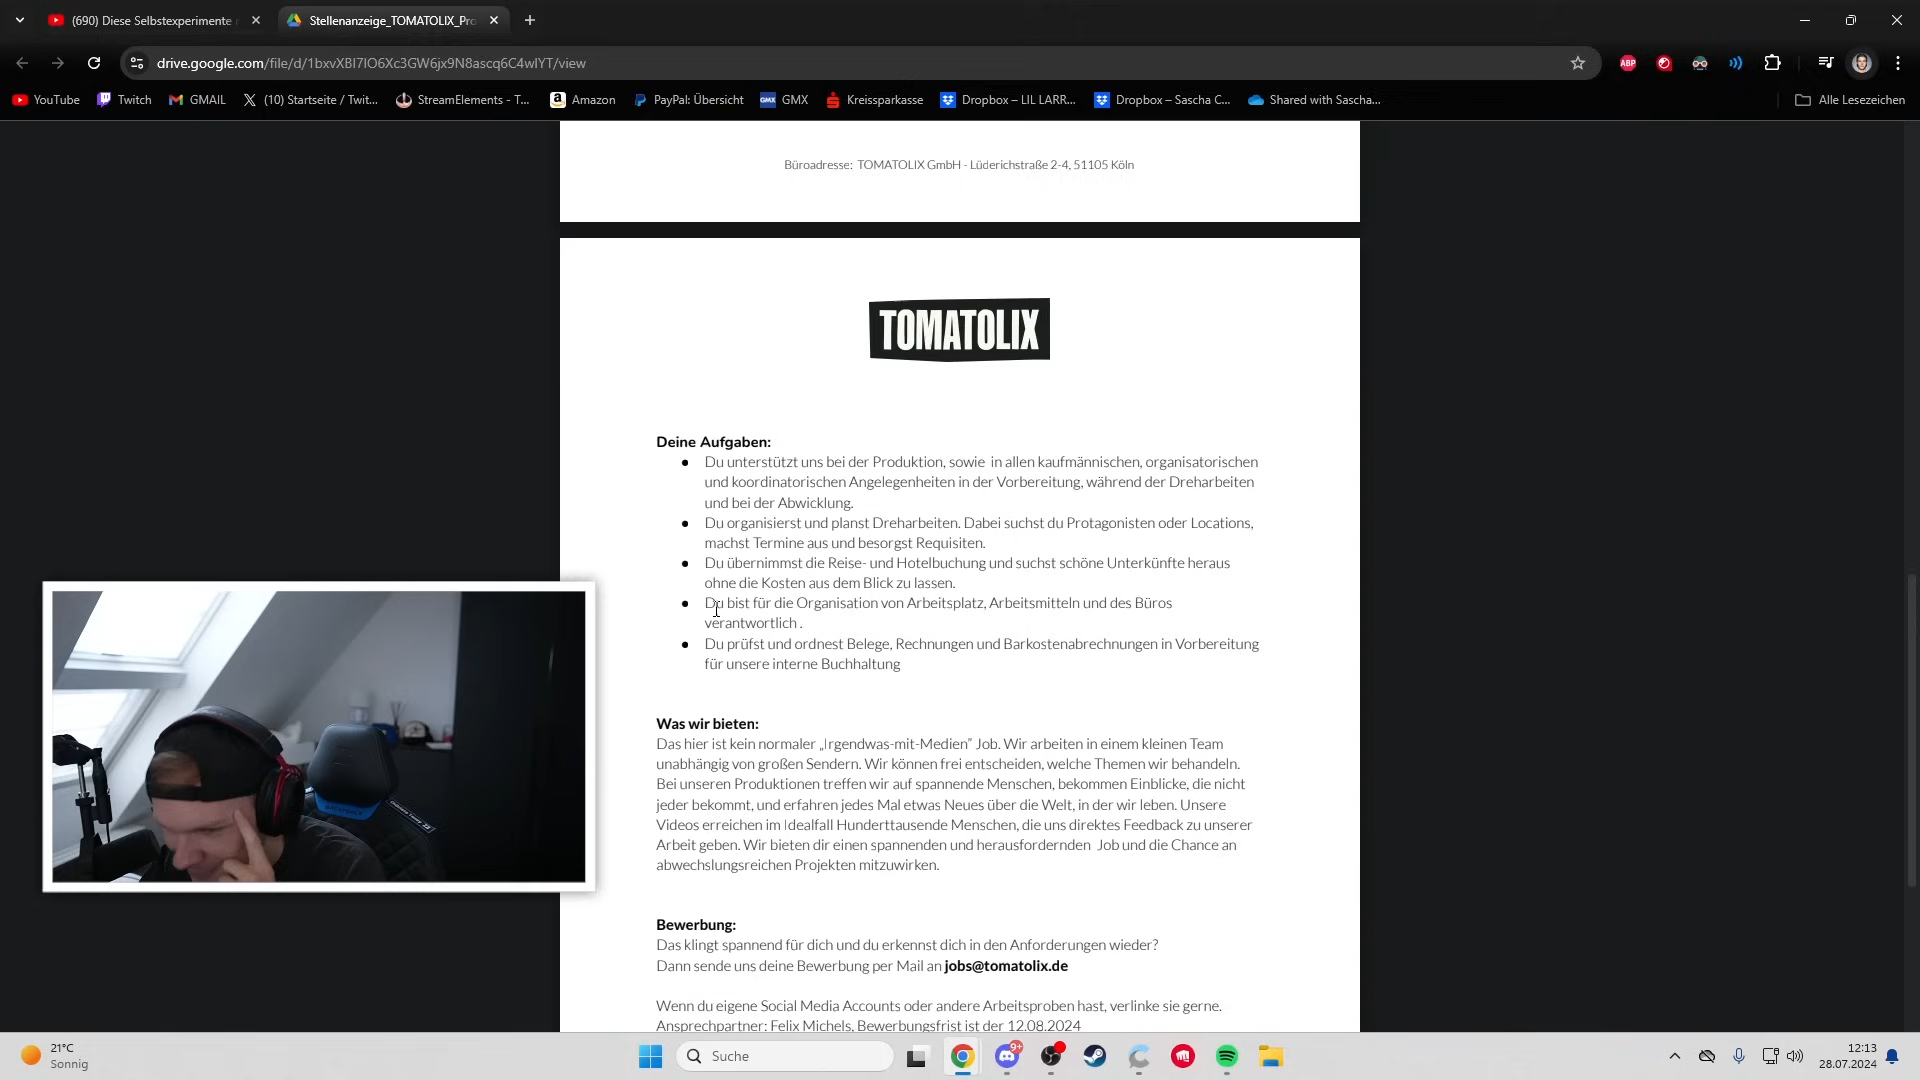 (690) Diese Selbstexperimente
Stellenanzeige_TOMATOLIX_Pro
drive.google.com/file/d/1bxvXBI7IO6Xc3GW6jx9N8ascq6C4wIYT/view
ABP
YouTube
Twitch
GMAIL
(10) Startseite / Twit...
StreamElements - T...
Amazon
PayPal: Übersicht
GMX
GMX
Kreissparkasse
Dropbox – LIL LARR...
Dropbox – Sascha C...
Shared with Sascha...
Alle Lesezeichen
Büroadresse: TOMATOLIX GmbH - Lüderichstraße 2-4, 51105 Köln
TOMATOLIX
Deine Aufgaben:
● Du unterstützt uns bei der Produktion, sowie in allen kaufmännischen, organisatorischen
und koordinatorischen Angelegenheiten in der Vorbereitung, während der Dreharbeiten
und bei der Abwicklung.
● Du organisierst und planst Dreharbeiten. Dabei suchst du Protagonisten oder Locations,
machst Termine aus und besorgst Requisiten.
● Du übernimmst die Reise- und Hotelbuchung und suchst schöne Unterkünfte heraus
ohne die Kosten aus dem Blick zu lassen.
● Du bist für die Organisation von Arbeitsplatz, Arbeitsmitteln und des Büros
verantwortlich .
● Du prüfst und ordnest Belege, Rechnungen und Barkostenabrechnungen in Vorbereitung
für unsere interne Buchhaltung
Was wir bieten:
Das hier ist kein normaler „Irgendwas-mit-Medien” Job. Wir arbeiten in einem kleinen Team
unabhängig von großen Sendern. Wir können frei entscheiden, welche Themen wir behandeln.
Bei unseren Produktionen treffen wir auf spannende Menschen, bekommen Einblicke, die nicht
jeder bekommt, und erfahren jedes Mal etwas Neues über die Welt, in der wir leben. Unsere
Videos erreichen im Idealfall Hunderttausende Menschen, die uns direktes Feedback zu unserer
Arbeit geben. Wir bieten dir einen spannenden und herausfordernden Job und die Chance an
abwechslungsreichen Projekten mitzuwirken.
Bewerbung:
Das klingt spannend für dich und du erkennst dich in den Anforderungen wieder?
Dann sende uns deine Bewerbung per Mail an jobs@tomatolix.de
Wenn du eigene Social Media Accounts oder andere Arbeitsproben hast, verlinke sie gerne.
Ansprechpartner: Felix Michels, Bewerbungsfrist ist der 12.08.2024
21°C
Sonnig
Suche
9+
12:13
28.07.2024